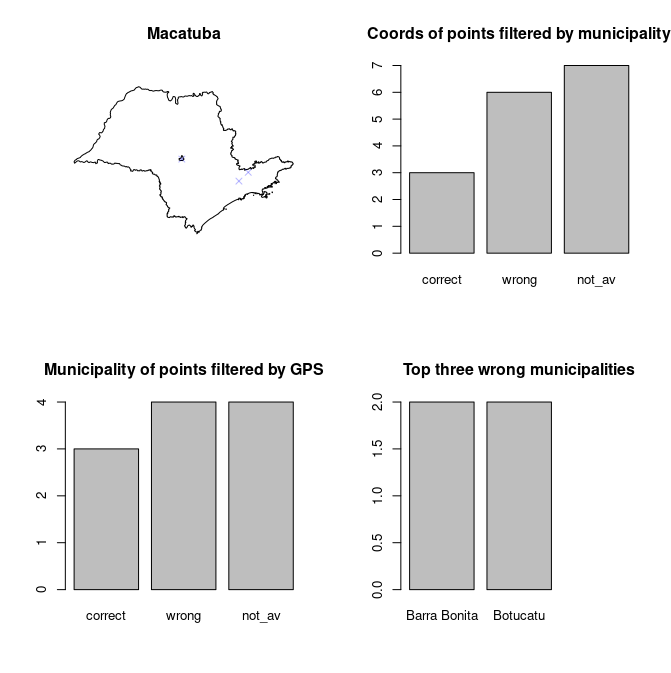 Macatuba
Coords of points filtered by municipality
7
6
5
4
3
2
1
0
correct wrong not_av
Municipality of points filtered by GPS
4
3
2
1
0
correct wrong not_av
Top three wrong municipalities
2.0
1.5
1.0
0.5
0.0
Barra Bonita Botucatu